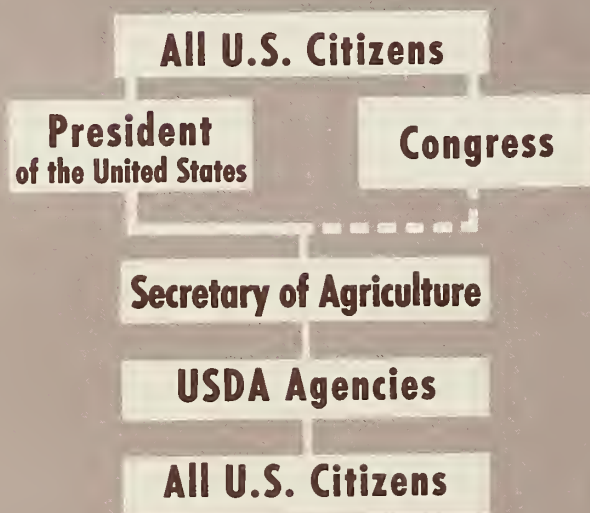 All U.S. Citizens
President
of the United States
Congress
Secretary of Agriculture
USDA Agencies
All U.S. Citizens